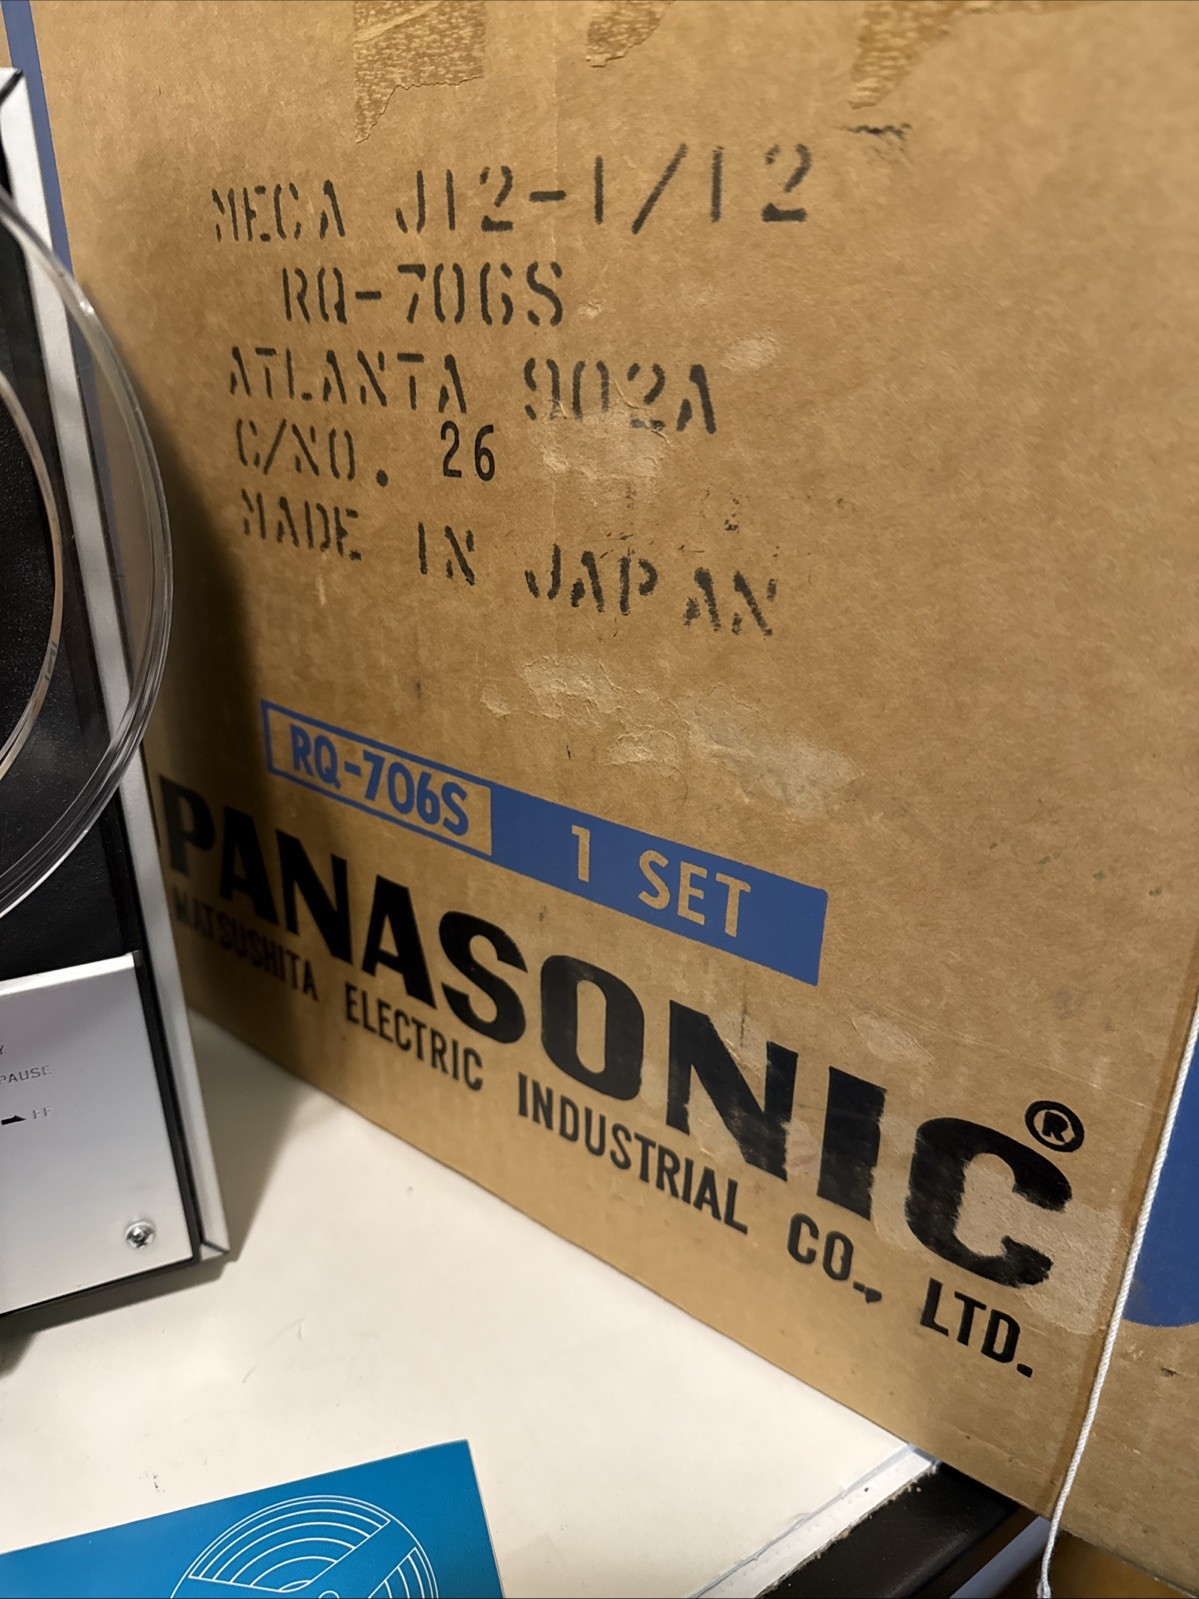 MECA J12-1/12
RQ-706S
ATLANTA 902A
C/NO. 26
MADE IN JAPAN
RQ-706S 1 SET
PANASONIC®
MATSUSHITA ELECTRIC INDUSTRIAL CO., LTD.
PAUSE
FF